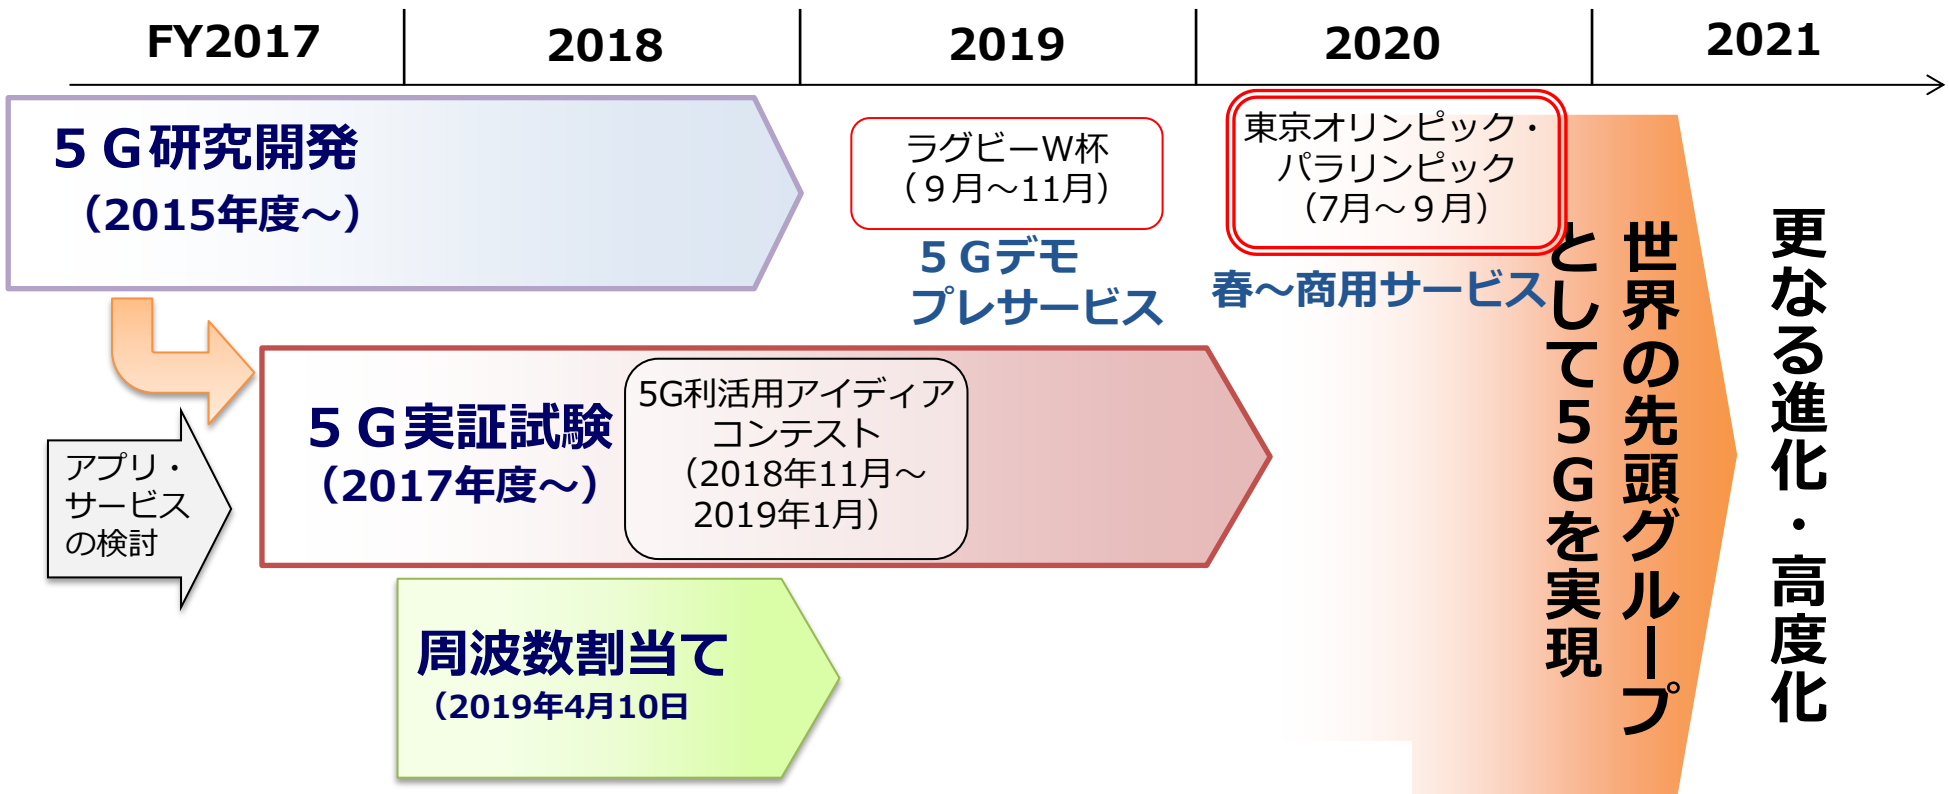 FY2017
2018
2019
2020
2021
５Ｇ研究開発
（2015年度～）
ラグビーＷ杯
（９月～11月）
５Ｇデモ
プレサービス
東京オリンピック・
パラリンピック
（7月～９月）
春～商用サービス
アプリ・
サービス
の検討
５Ｇ実証試験
（2017年度～）
5G利活用アイディア
コンテスト
（2018年11月～
2019年1月）
周波数割当て
（2019年4月10日
世界の先頭グループ
として５Ｇを実現
更なる進化・高度化